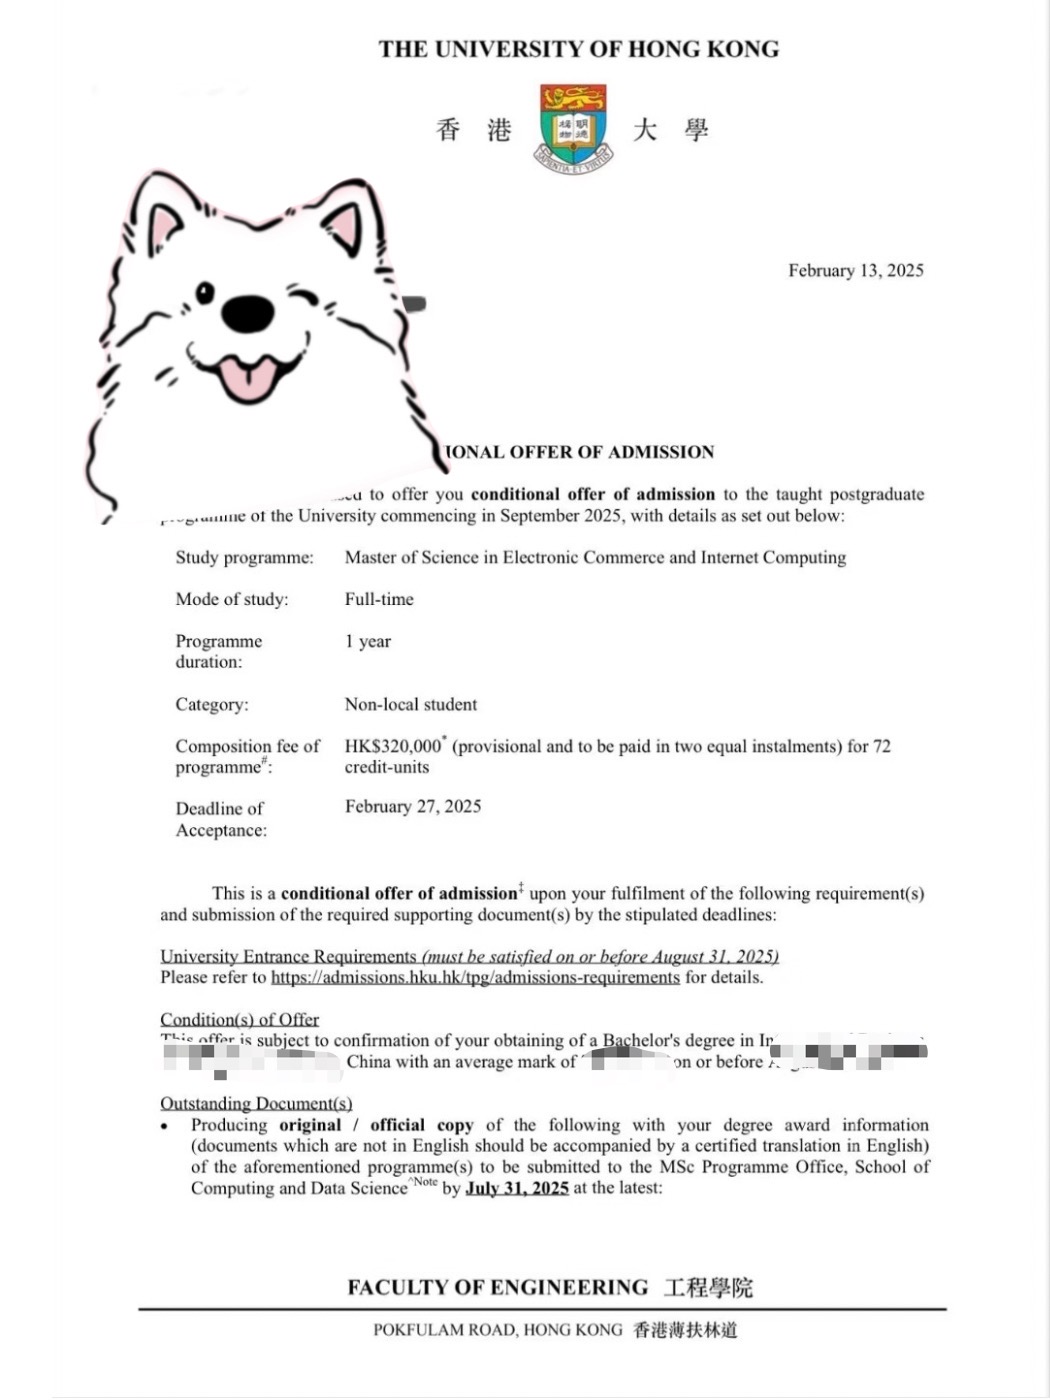 THE UNIVERSITY OF HONG KONG
香 港 大 學
SAPIENTIA ET VIRTUS
February 13, 2025
IONAL OFFER OF ADMISSION
to offer you conditional offer of admission to the taught postgraduate
programme of the University commencing in September 2025, with details as set out below:
Study programme: Master of Science in Electronic Commerce and Internet Computing
Mode of study: Full-time
Programme duration: 1 year
Category: Non-local student
Composition fee of programme#: HK$320,000* (provisional and to be paid in two equal instalments) for 72 credit-units
Deadline of Acceptance: February 27, 2025
This is a conditional offer of admission‡ upon your fulfilment of the following requirement(s)
and submission of the required supporting document(s) by the stipulated deadlines:
University Entrance Requirements (must be satisfied on or before August 31, 2025)
Please refer to https://admissions.hku.hk/tpg/admissions-requirements for details.
Condition(s) of Offer
This offer is subject to confirmation of your obtaining of a Bachelor's degree in
China with an average mark of on or before
Outstanding Document(s)
• Producing original / official copy of the following with your degree award information
(documents which are not in English should be accompanied by a certified translation in English)
of the aforementioned programme(s) to be submitted to the MSc Programme Office, School of
Computing and Data Science^Note by July 31, 2025 at the latest:
FACULTY OF ENGINEERING 工程學院
POKFULAM ROAD, HONG KONG 香港薄扶林道